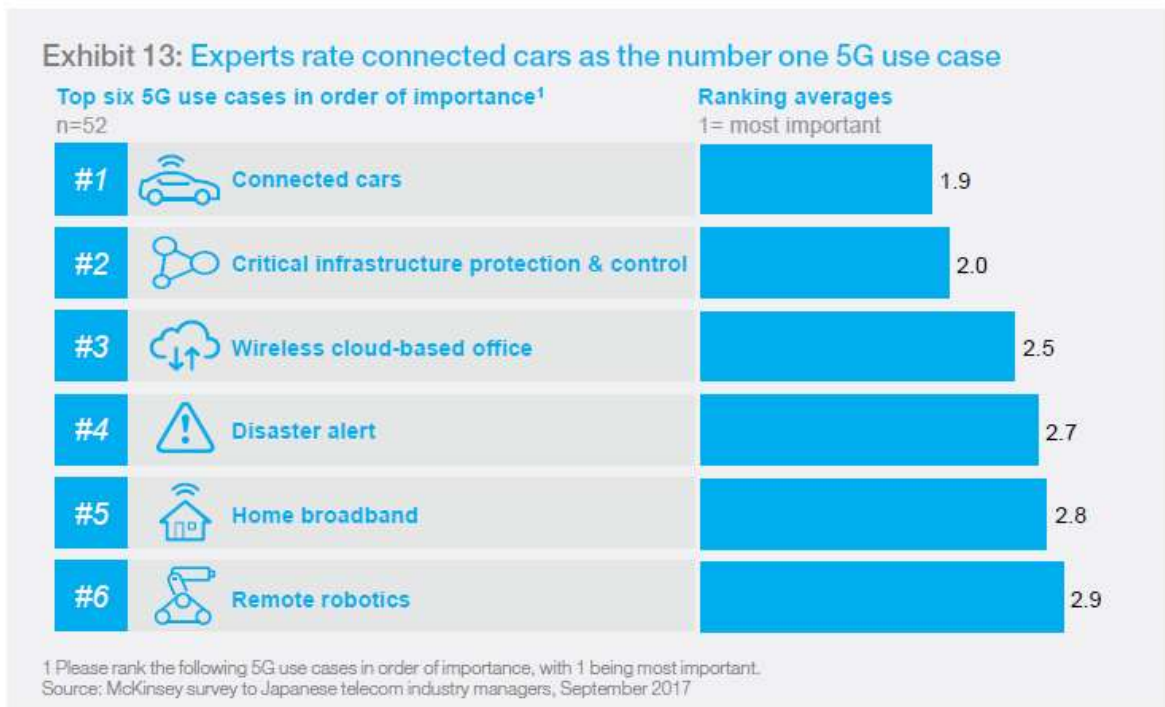 Exhibit 13: Experts rate connected cars as the number one 5G use case
Top six 5G use cases in order of importance¹
n=52
Ranking averages
1= most important
#1 Connected cars 1.9
#2 Critical infrastructure protection & control 2.0
#3 Wireless cloud-based office 2.5
#4 Disaster alert 2.7
#5 Home broadband 2.8
#6 Remote robotics 2.9
1 Please rank the following 5G use cases in order of importance, with 1 being most important.
Source: McKinsey survey to Japanese telecom industry managers, September 2017